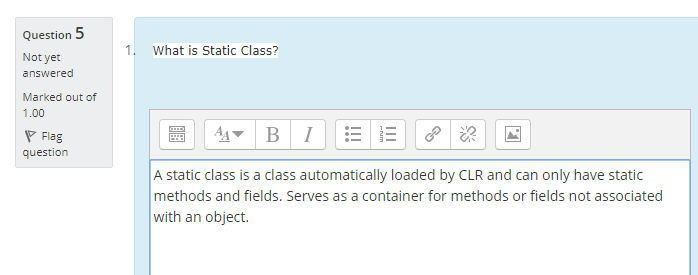 Question 5
Not yet
answered
Marked out of
1.00
Flag
question
1. What is Static Class?
A static class is a class automatically loaded by CLR and can only have static
methods and fields. Serves as a container for methods or fields not associated
with an object.